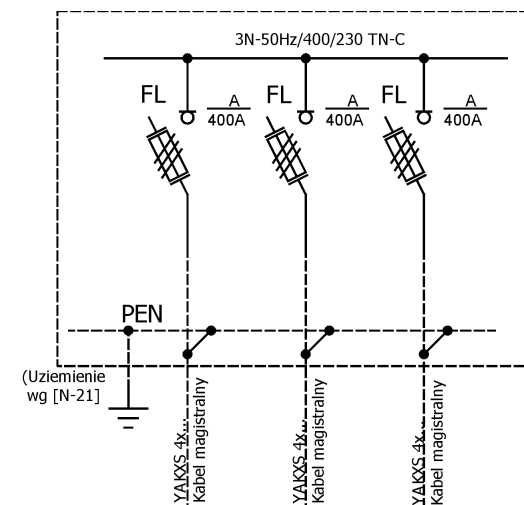 3N-50Hz/400/230 TN-C
FL
A
400A
FL
A
400A
FL
A
400A
PEN
(Uziemienie
wg [N-21]
YAKXS 4x...
Kabel magistralny
YAKXS 4x...
Kabel magistralny
YAKXS 4x...
Kabel magistralny